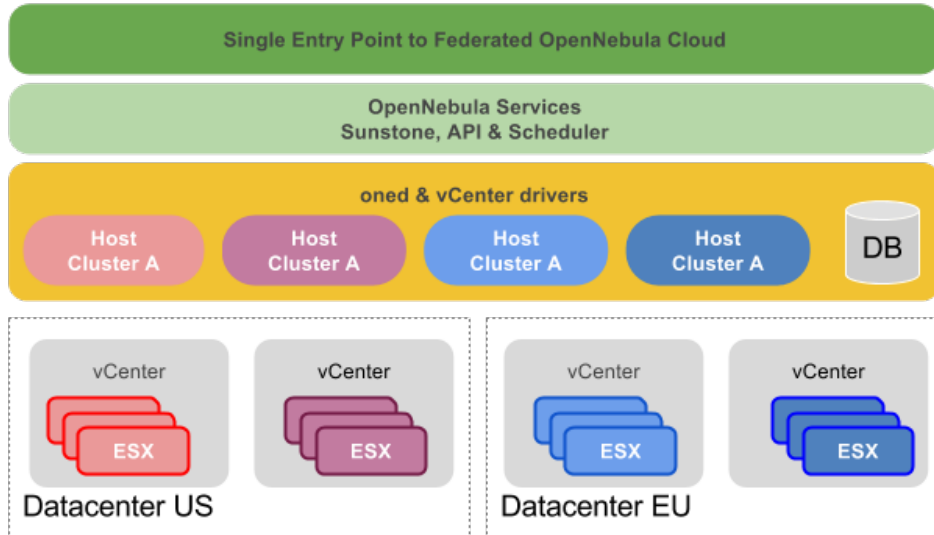 Single Entry Point to Federated OpenNebula Cloud
OpenNebula Services
Sunstone, API & Scheduler
oned & vCenter drivers
Host
Cluster A
Host
Cluster A
Host
Cluster A
Host
Cluster A
DB
vCenter
ESX
vCenter
ESX
Datacenter US
vCenter
ESX
vCenter
ESX
Datacenter EU